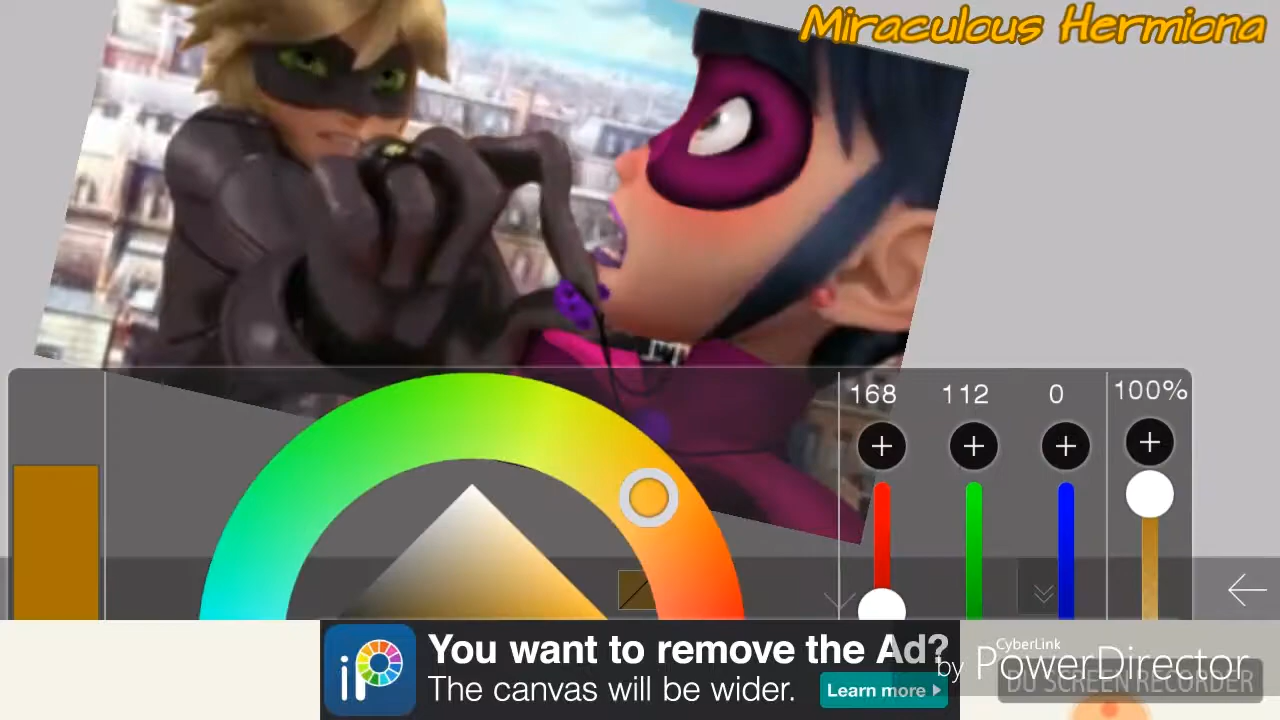 Miraculous Hermiona
168 112 0 100%
You want to remove the Ad?
The canvas will be wider.
Learn more
CyberLink
by PowerDirector
DU SCREEN RECORDER